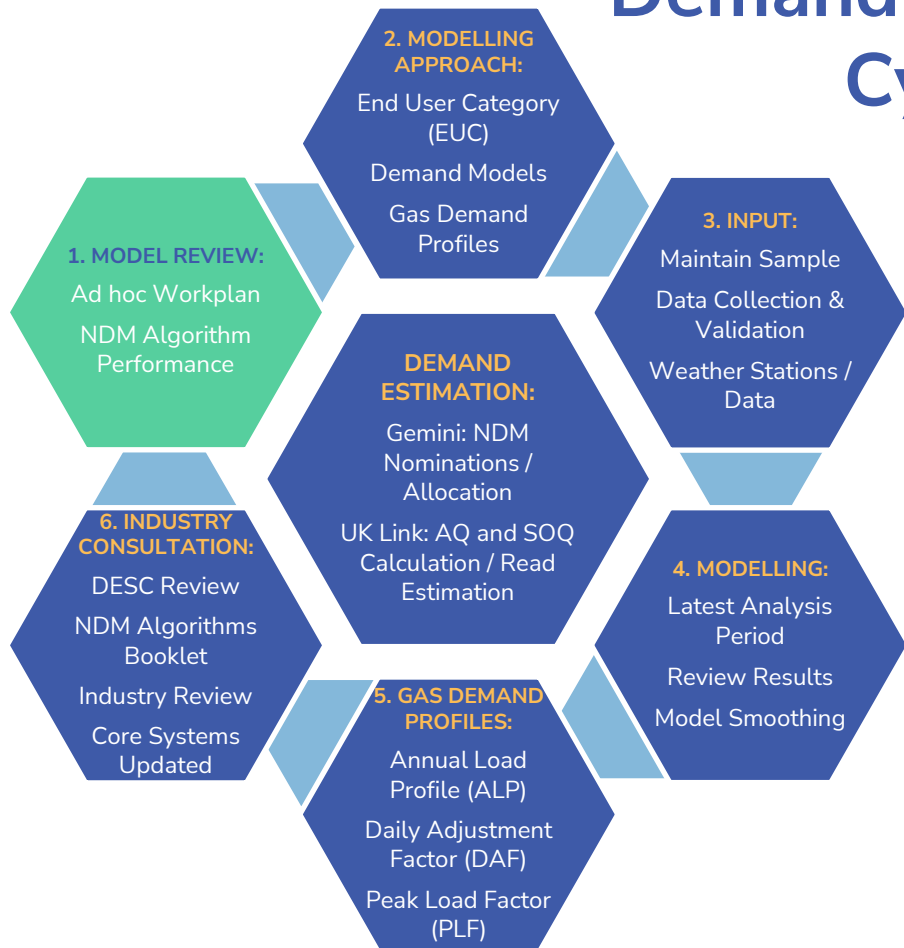 Demand
2. MODELLING
APPROACH:
End User Category
(EUC)
Demand Models
Gas Demand
Profiles
1. MODEL REVIEW:
Ad hoc Workplan
NDM Algorithm
Performance
3. INPUT:
Maintain Sample
Data Collection &
Validation
Weather Stations /
Data
DEMAND
ESTIMATION:
Gemini: NDM
Nominations /
Allocation
UK Link: AQ and SOQ
Calculation / Read
Estimation
4. MODELLING:
Latest Analysis
Period
Review Results
Model Smoothing
5. GAS DEMAND
PROFILES:
Annual Load
Profile (ALP)
Daily Adjustment
Factor (DAF)
Peak Load Factor
(PLF)
6. INDUSTRY
CONSULTATION:
DESC Review
NDM Algorithms
Booklet
Industry Review
Core Systems
Updated